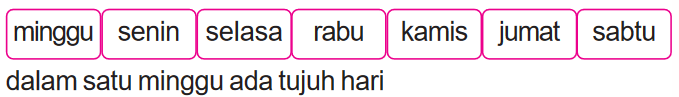 minggu senin selasa rabu kamis jumat sabtu
dalam satu minggu ada tujuh hari